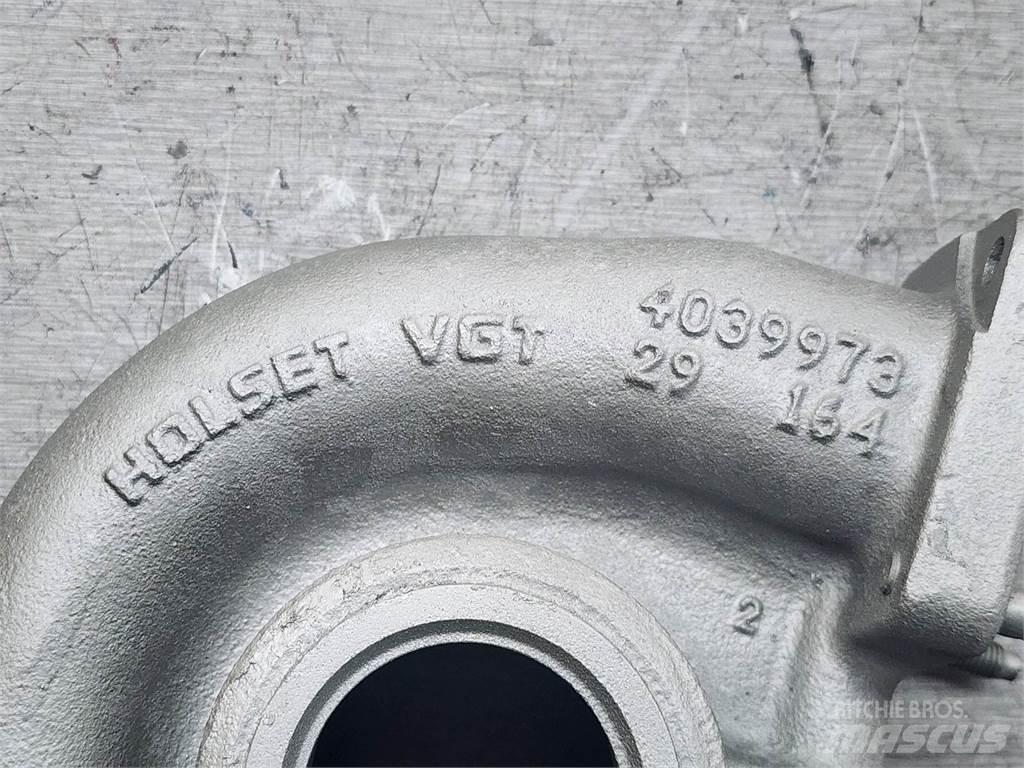 HOLSET VGT
4039973
29 164
2
RITCHIE BROS.
MASCUS